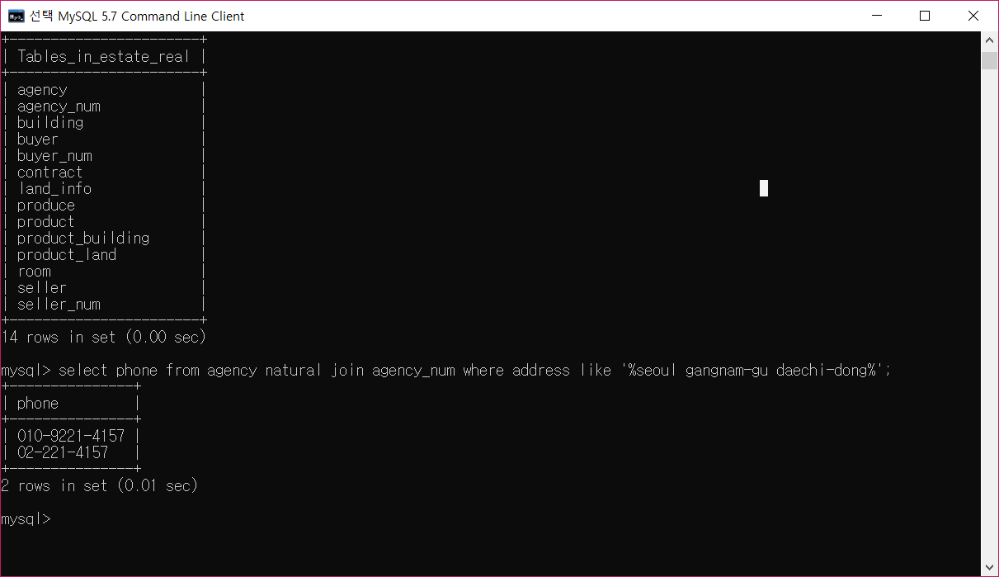 선택 MySQL 5.7 Command Line Client
+-----------------------+
| Tables_in_estate_real |
+-----------------------+
| agency                |
| agency_num            |
| building              |
| buyer                 |
| buyer_num             |
| contract              |
| land_info             |
| produce               |
| product               |
| product_building      |
| product_land          |
| room                  |
| seller                |
| seller_num            |
+-----------------------+
14 rows in set (0.00 sec)
mysql> select phone from agency natural join agency_num where address like '%seoul gangnam-gu daechi-dong%';
+---------------+
| phone         |
+---------------+
| 010-9221-4157 |
| 02-221-4157   |
+---------------+
2 rows in set (0.01 sec)
mysql>